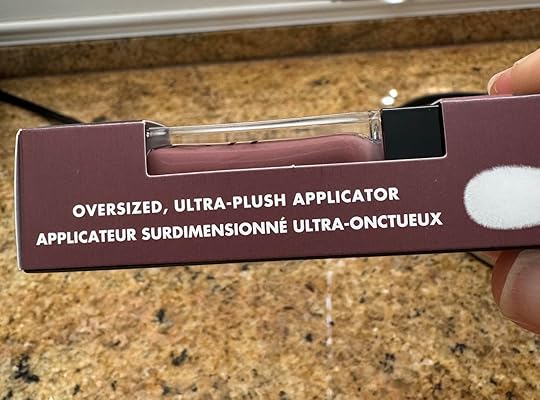 OVERSIZED, ULTRA-PLUSH APPLICATOR
APPLICATEUR SURDIMENSIONNÉ ULTRA-ONCTUEUX